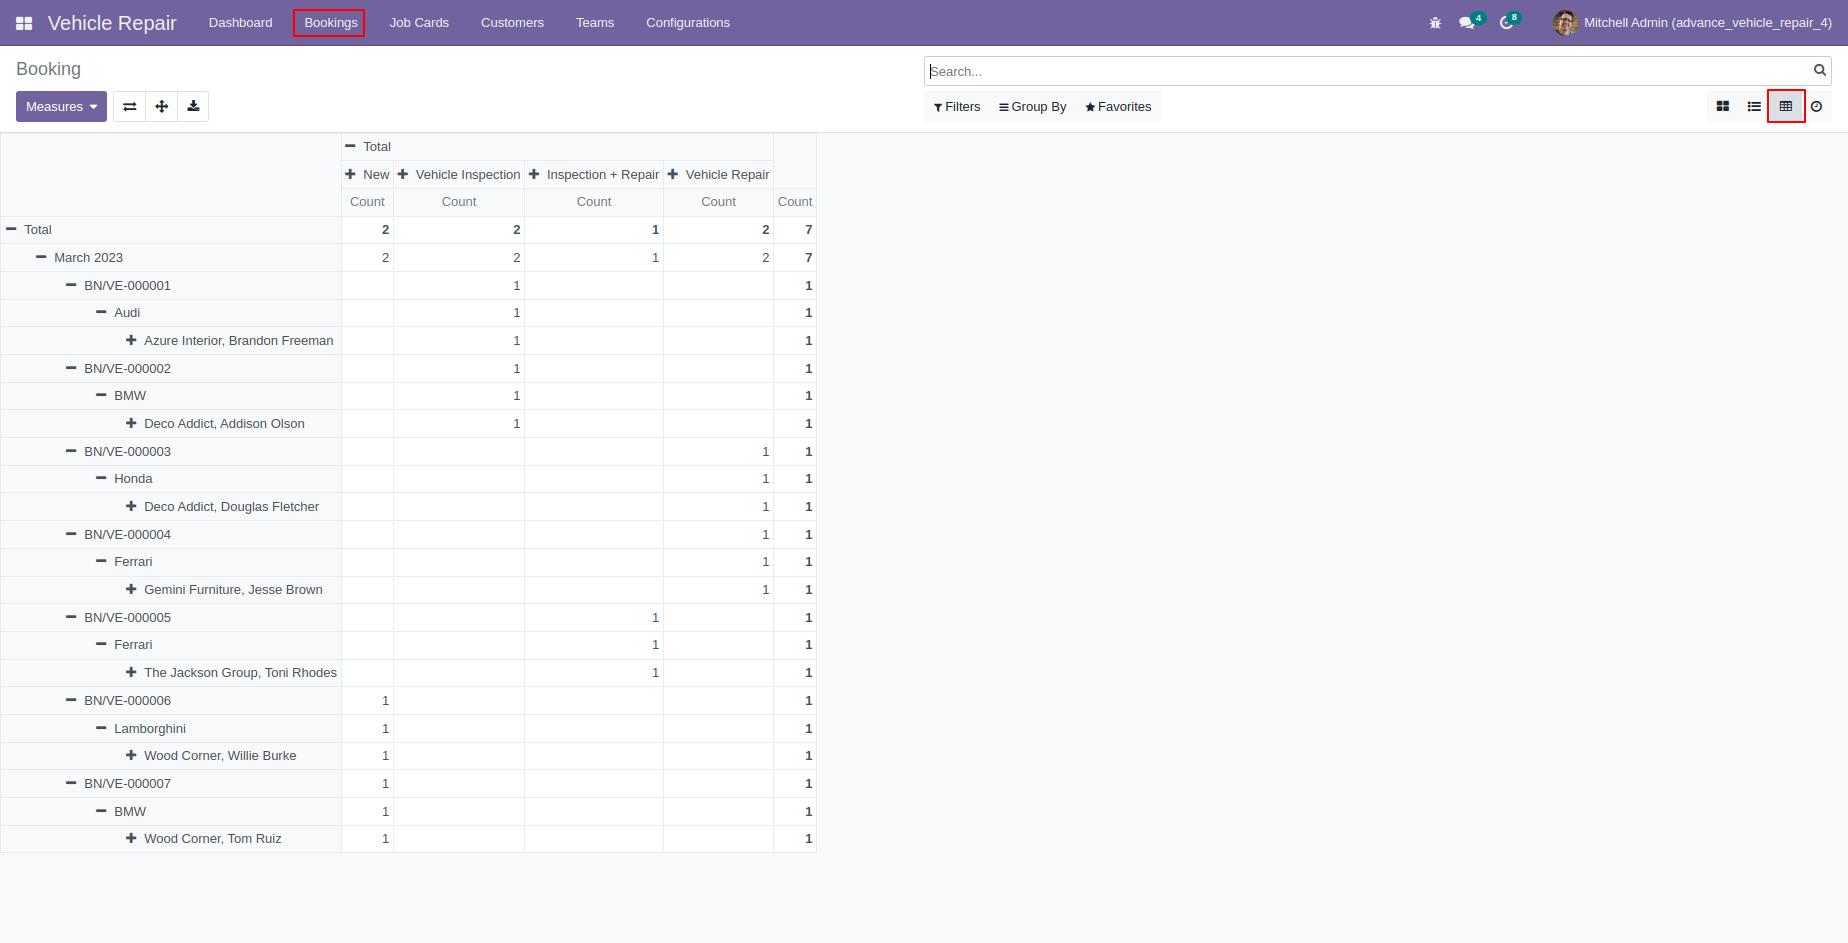 Vehicle Repair Dashboard Bookings Job Cards Customers Teams Configurations 4 8 Mitchell Admin (advance_vehicle_repair_4)
Booking
Search...
Measures
Filters Group By Favorites
Total
New Vehicle Inspection Inspection + Repair Vehicle Repair
Count Count Count Count Count
Total 2 2 1 2 7
March 2023 2 2 1 2 7
BN/VE-000001 1 1
Audi 1 1
Azure Interior, Brandon Freeman 1 1
BN/VE-000002 1 1
BMW 1 1
Deco Addict, Addison Olson 1 1
BN/VE-000003 1 1
Honda 1 1
Deco Addict, Douglas Fletcher 1 1
BN/VE-000004 1 1
Ferrari 1 1
Gemini Furniture, Jesse Brown 1 1
BN/VE-000005 1 1
Ferrari 1 1
The Jackson Group, Toni Rhodes 1 1
BN/VE-000006 1 1
Lamborghini 1 1
Wood Corner, Willie Burke 1 1
BN/VE-000007 1 1
BMW 1 1
Wood Corner, Tom Ruiz 1 1